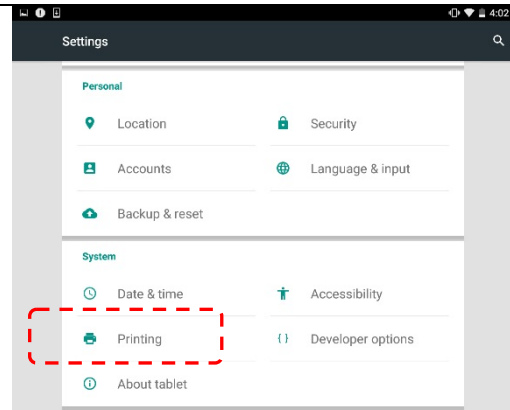 4:02
Settings
Personal
Location Security
Accounts Language & input
Backup & reset
System
Date & time Accessibility
Printing { } Developer options
About tablet